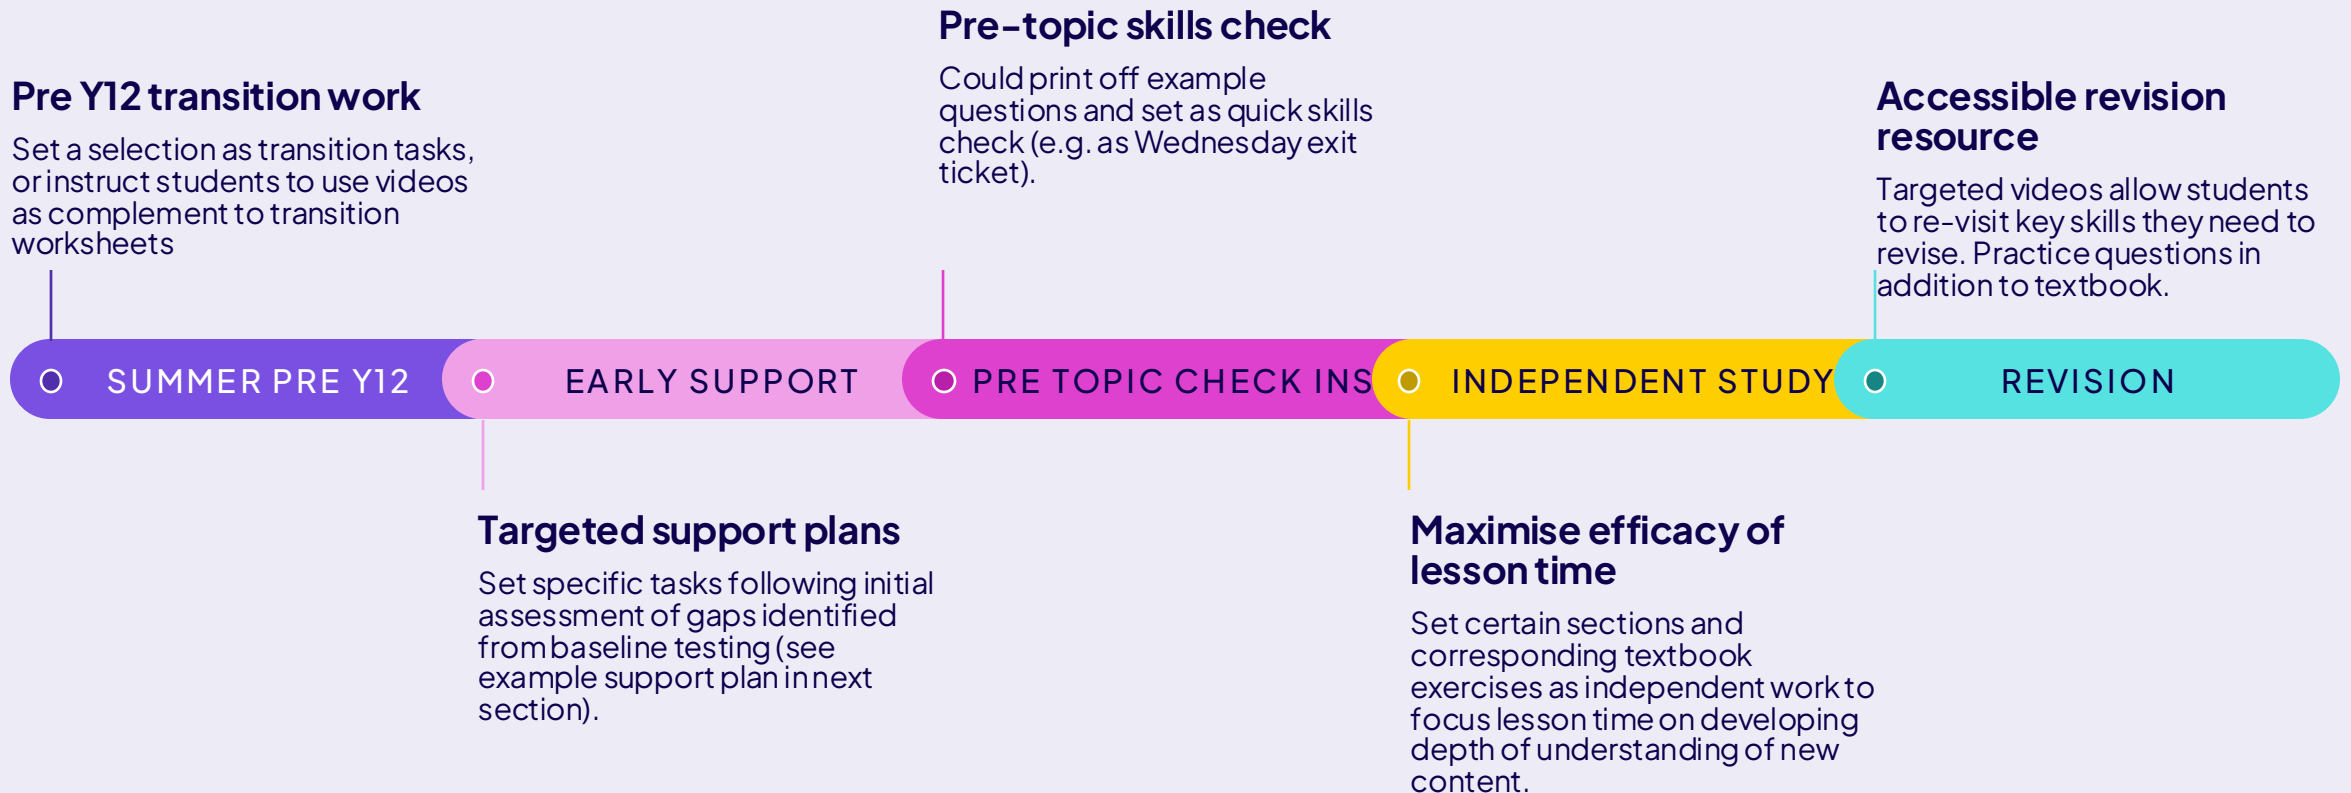 Pre Y12 transition work
Set a selection as transition tasks,
or instruct students to use videos
as complement to transition
worksheets
Pre-topic skills check
Could print off example
questions and set as quick skills
check (e.g. as Wednesday exit
ticket).
Accessible revision
resource
Targeted videos allow students
to re-visit key skills they need to
revise. Practice questions in
addition to textbook.
SUMMER PRE Y12
EARLY SUPPORT
PRE TOPIC CHECK INS
INDEPENDENT STUDY
REVISION
Targeted support plans
Set specific tasks following initial
assessment of gaps identified
from baseline testing (see
example support plan in next
section).
Maximise efficacy of
lesson time
Set certain sections and
corresponding textbook
exercises as independent work to
focus lesson time on developing
depth of understanding of new
content.